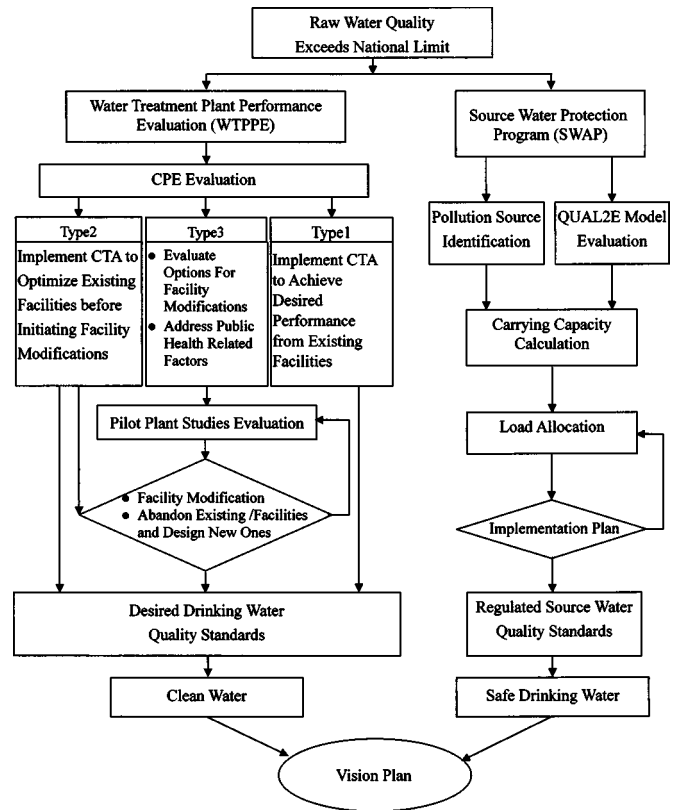 Raw Water Quality
Exceeds National Limit
Water Treatment Plant Performance
Evaluation (WTPPE)
Source Water Protection
Program (SWAP)
CPE Evaluation
Type2
Implement CTA to
Optimize Existing
Facilities before
Initiating Facility
Modifications
Type3
● Evaluate
Options For
Facility
Modifications
● Address Public
Health Related
Factors
Type1
Implement CTA
to Achieve
Desired
Performance
from Existing
Facilities
Pollution Source
Identification
QUAL2E Model
Evaluation
Carrying Capacity
Calculation
Pilot Plant Studies Evaluation
Load Allocation
● Facility Modification
● Abandon Existing /Facilities
and Design New Ones
Implementation Plan
Desired Drinking Water
Quality Standards
Regulated Source Water
Quality Standards
Clean Water
Safe Drinking Water
Vision Plan